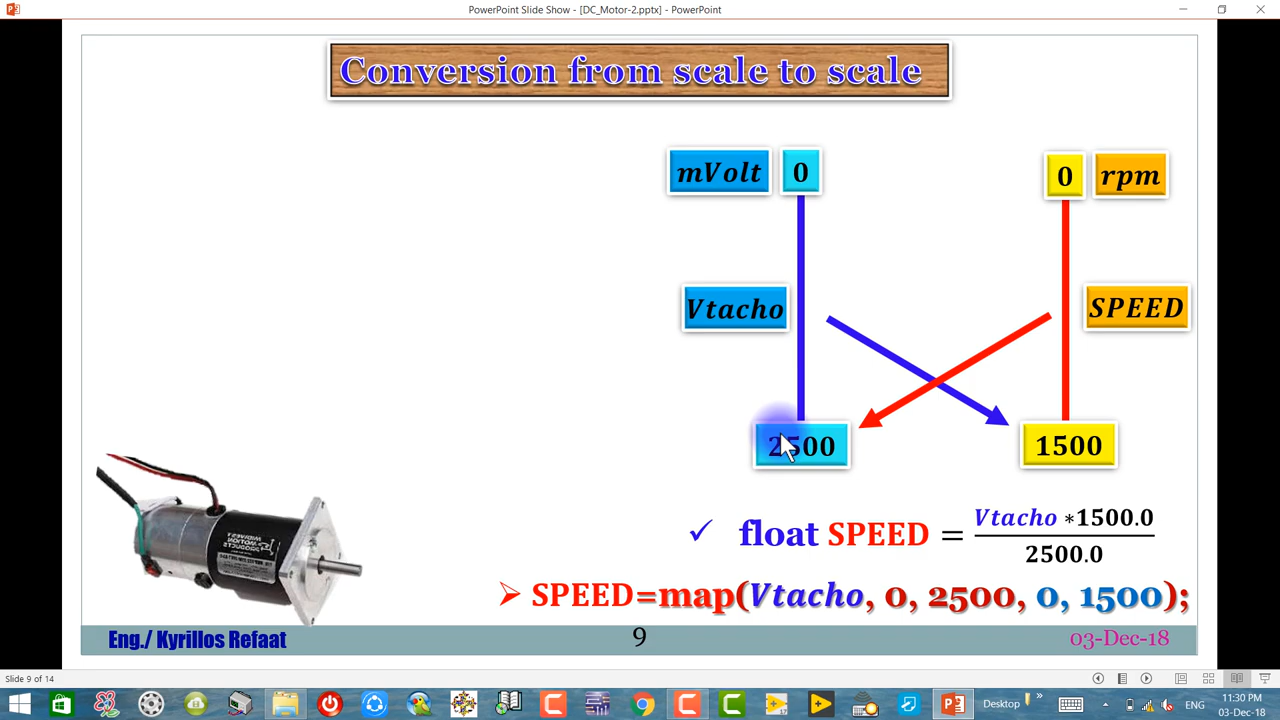 PowerPoint Slide Show - [DC_Motor-2.pptx] - PowerPoint
Conversion from scale to scale
mVolt 0
0 rpm
Vtacho
SPEED
2500
1500
✓ float SPEED = Vtacho *1500.0
2500.0
➢ SPEED=map(Vtacho, 0, 2500, 0, 1500);
Eng./ Kyrillos Refaat
9
03-Dec-18
Slide 9 of 14
Desktop
11:30 PM
03-Dec-18